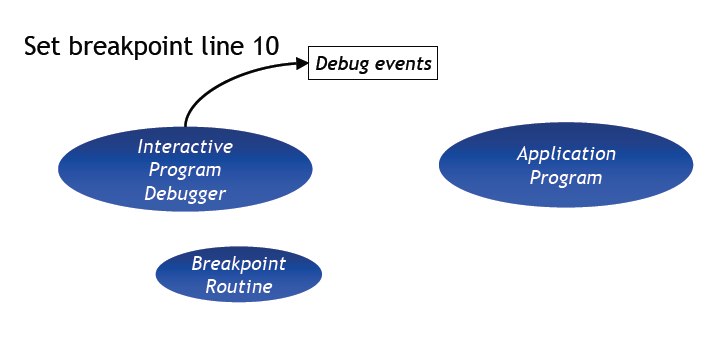 Set breakpoint line 10
Debug events
Interactive
Program
Debugger
Application
Program
Breakpoint
Routine